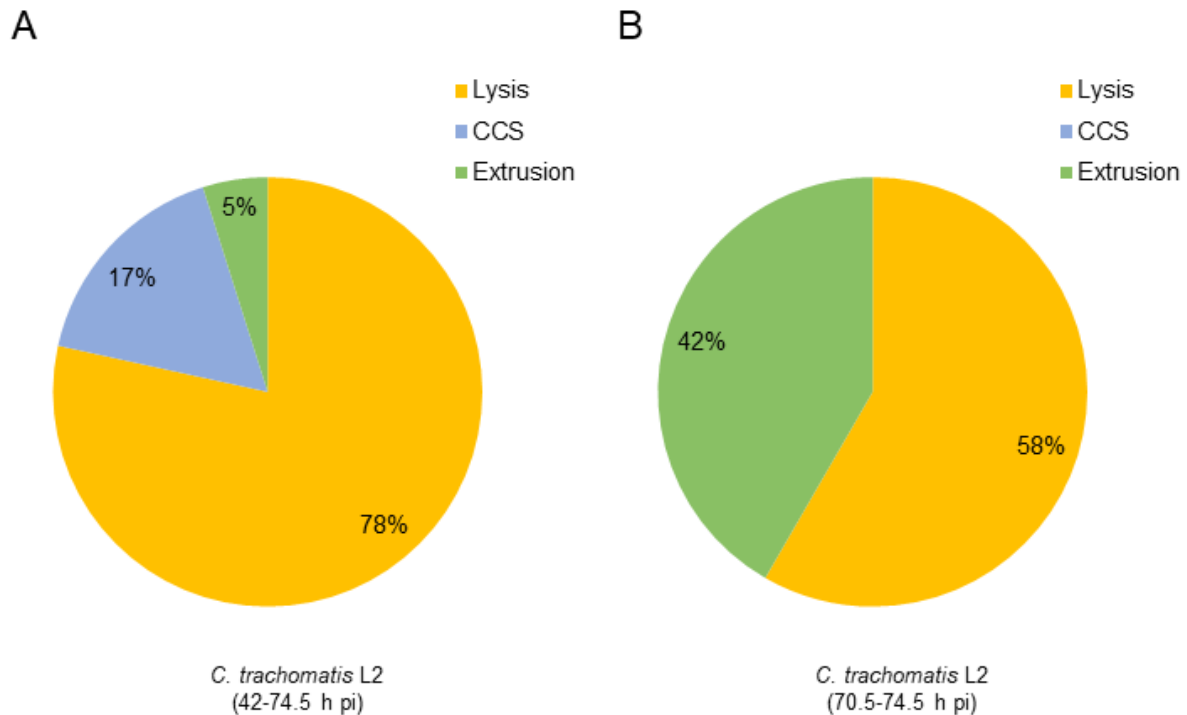 A
Lysis
CCS
Extrusion
5%
17%
78%
C. trachomatis L2
(42-74.5 h pi)
B
Lysis
CCS
Extrusion
42%
58%
C. trachomatis L2
(70.5-74.5 h pi)